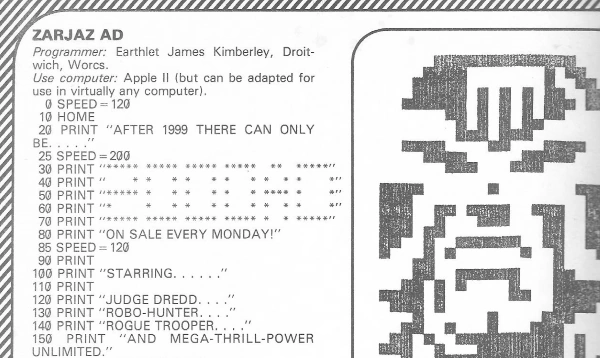 ZARJAZ AD
Programmer: Earthlet James Kimberley, Droit-
wich, Worcs.
Use computer: Apple II (but can be adapted for
use in virtually any computer).
0 SPEED=120
10 HOME
20 PRINT "AFTER 1999 THERE CAN ONLY
BE. . . . ."
25 SPEED=200
30 PRINT "***** ***** ***** ***** ** *****"
40 PRINT " * * * * * * * * *"
50 PRINT "***** * * * * * **** * *"
60 PRINT "* * * * * * * * *"
70 PRINT "***** ***** ***** ***** * * *****"
80 PRINT "ON SALE EVERY MONDAY!"
85 SPEED=120
90 PRINT
100 PRINT "STARRING. . . . . ."
110 PRINT
120 PRINT "JUDGE DREDD. . . ."
130 PRINT "ROBO-HUNTER. . . ."
140 PRINT "ROGUE TROOPER. . . ."
150 PRINT "AND MEGA-THRILL-POWER
UNLIMITED."